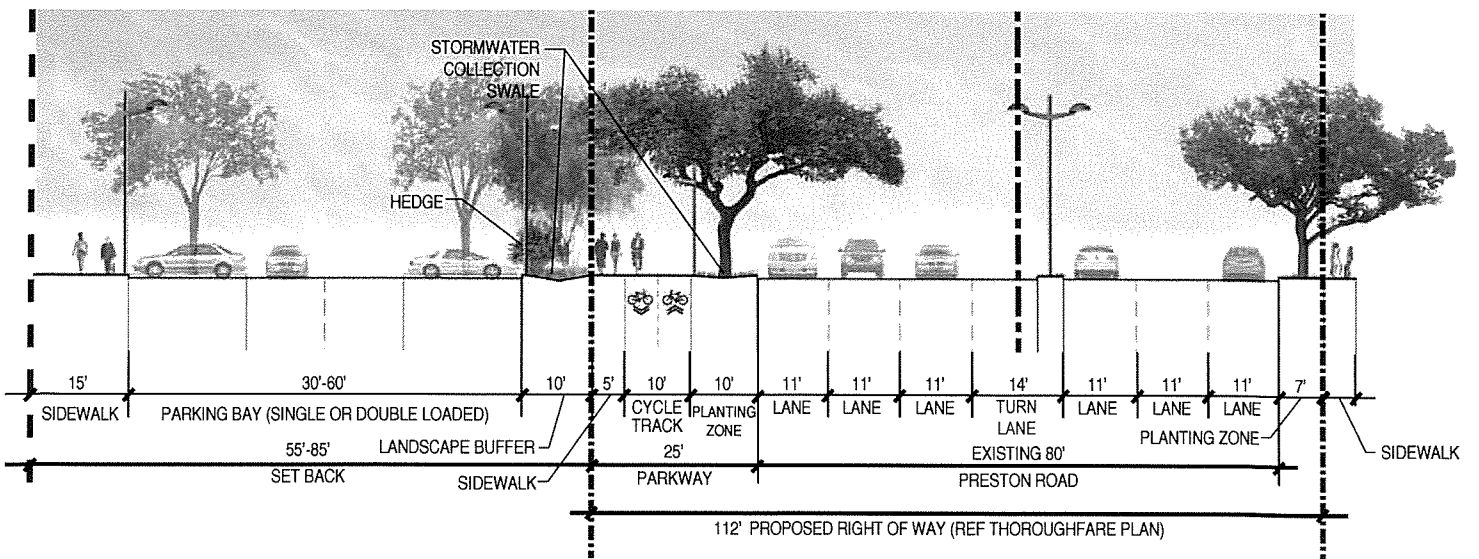 STORMWATER
COLLECTION
SWALE
HEDGE
15'
30'-60'
10'
5'
10'
10'
11'
11'
11'
14'
11'
11'
11'
7'
SIDEWALK
PARKING BAY (SINGLE OR DOUBLE LOADED)
LANDSCAPE BUFFER
SIDEWALK
CYCLE
TRACK
PLANTING
ZONE
LANE
LANE
LANE
TURN
LANE
LANE
LANE
LANE
PLANTING ZONE
SIDEWALK
55'-85'
SET BACK
25'
PARKWAY
EXISTING 80'
PRESTON ROAD
112' PROPOSED RIGHT OF WAY (REF THOROUGHFARE PLAN)